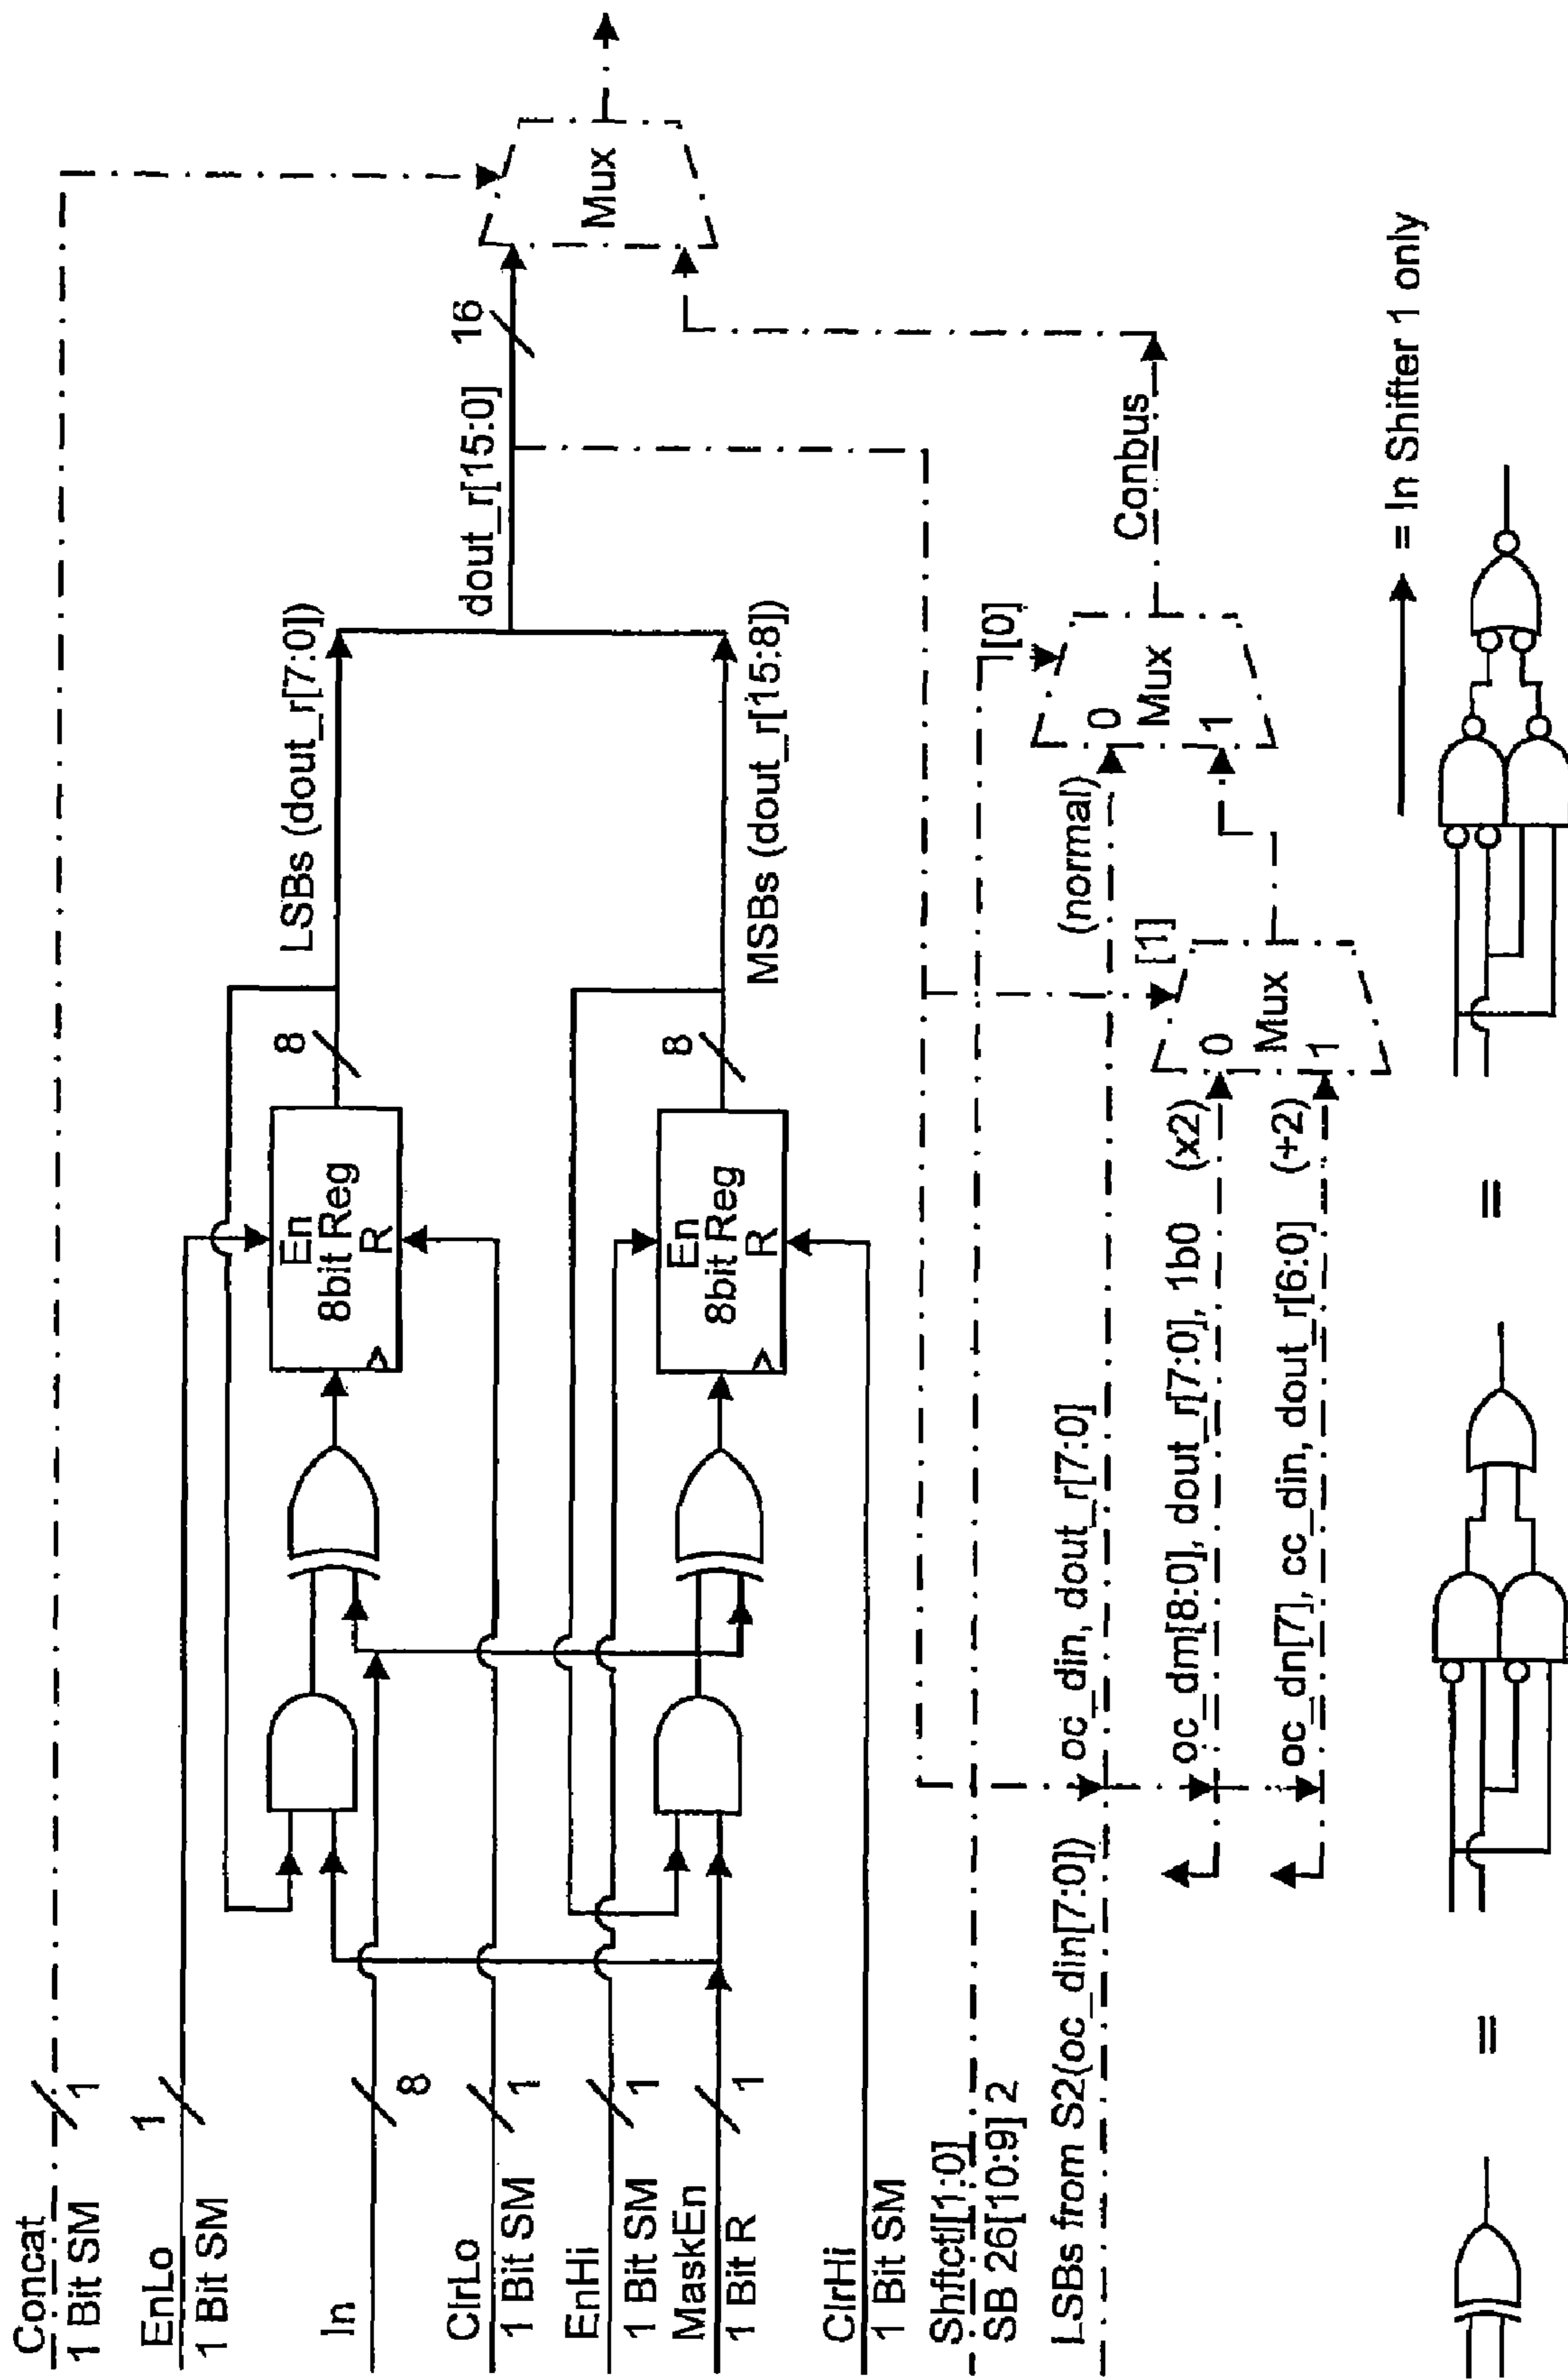 Concat
1 Bit SM
1
EnLo
1 Bit SM
1
In
8
ClrLo
1 Bit SM
1
EnHi
1 Bit SM
1
MaskEn
1 Bit R
1
ClrHi
1 Bit SM
En
8bit Reg
R
8
LSBs (dout_r[7:0])
En
8bit Reg
R
8
MSBs (dout_r[15:8])
dout_r[15:0]
16
Mux
Shftctl[1:0]
SB 26[10:9] 2
[0]
LSBs from S2(oc_din[7:0])
oc_din, dout_r[7:0]
(normal)
0
Mux
1
Conbus
[1]
oc_dm[8:0], dout_r[7:0], 1b0 (x2)
0
Mux
1
oc_dn[7], cc_din, dout_r[6:0] (+2)
= In Shifter 1 only
=
=